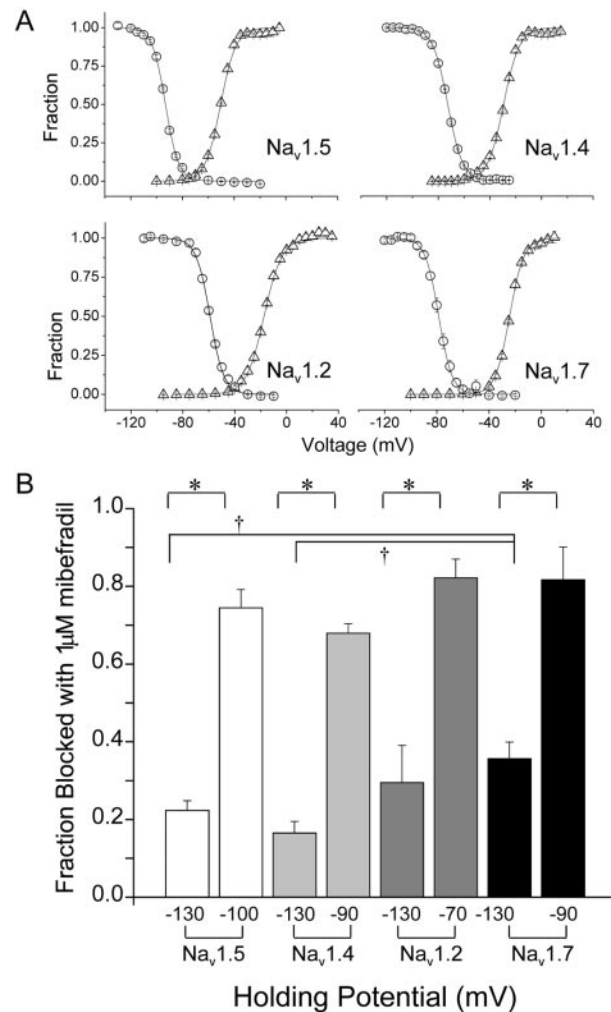 A
Fraction
1.00
0.75
0.50
0.25
0.00
Nav1.5
Nav1.4
Fraction
1.00
0.75
0.50
0.25
0.00
Nav1.2
Nav1.7
-120 -80 -40 0 40 -120 -80 -40 0 40
Voltage (mV)
B
* * * *
†
†
Fraction Blocked with 1µM mibefradil
0.8
0.6
0.4
0.2
0.0
-130 -100 -130 -90 -130 -70 -130 -90
Nav1.5 Nav1.4 Nav1.2 Nav1.7
Holding Potential (mV)